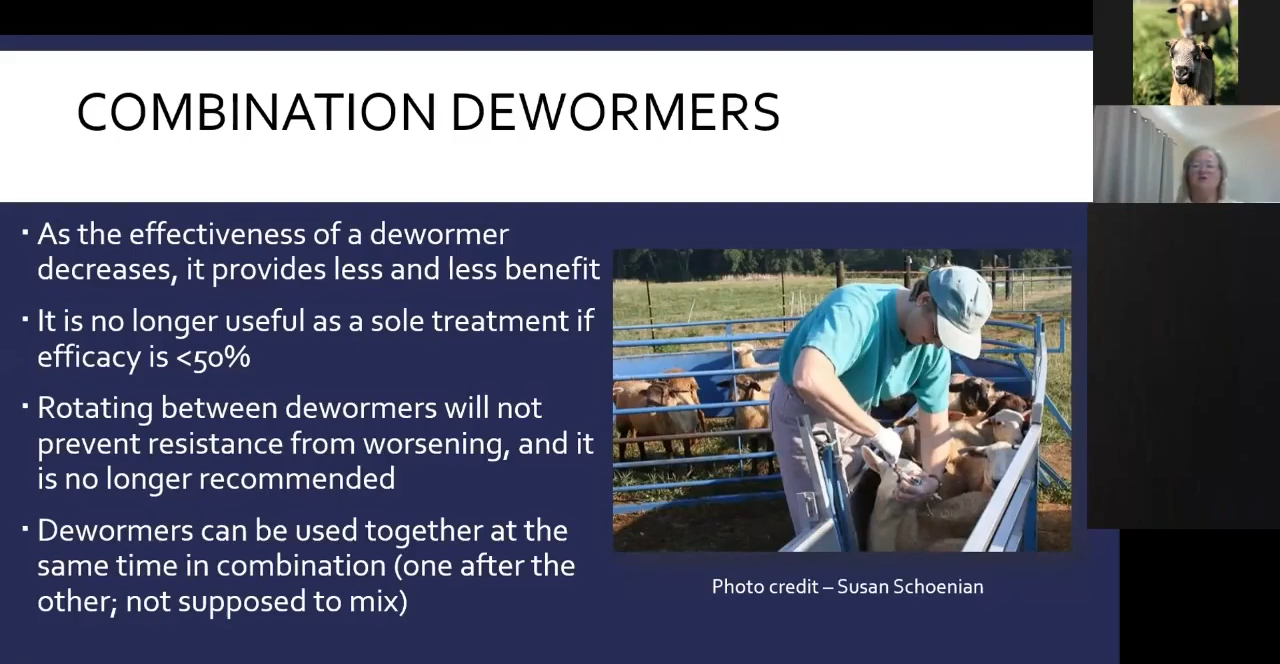 COMBINATION DEWORMERS
▪ As the effectiveness of a dewormer
decreases, it provides less and less benefit
▪ It is no longer useful as a sole treatment if
efficacy is <50%
▪ Rotating between dewormers will not
prevent resistance from worsening, and it
is no longer recommended
▪ Dewormers can be used together at the
same time in combination (one after the
other; not supposed to mix)
Photo credit – Susan Schoenian